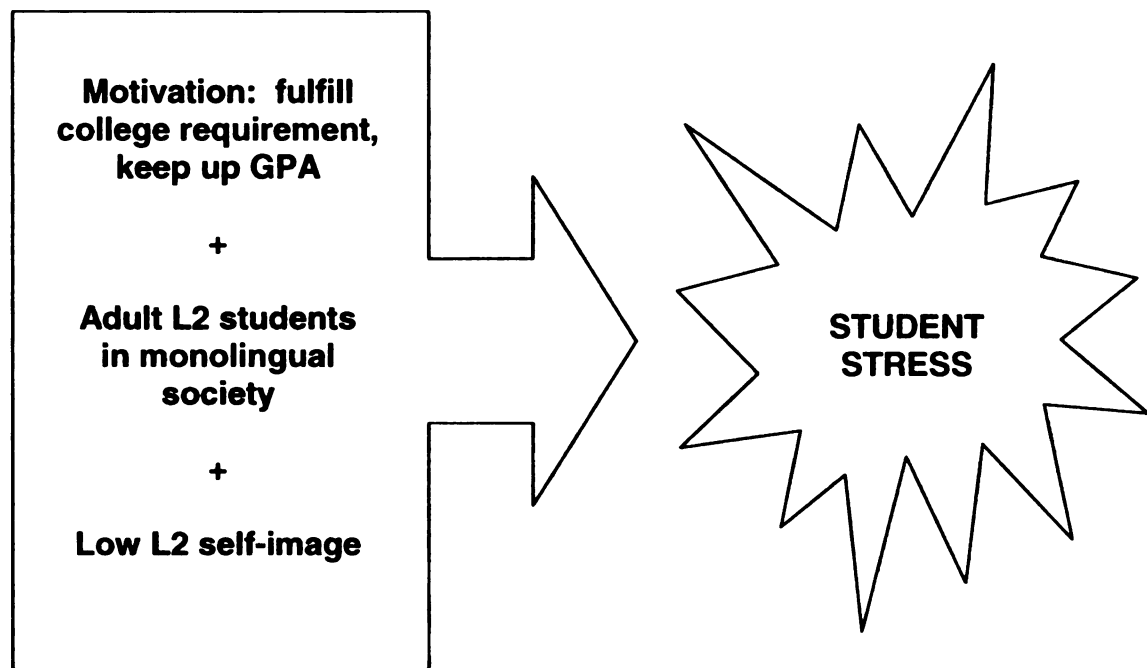 Motivation:  fulfill
college requirement,
keep up GPA
+
Adult L2 students
in monolingual
society
+
Low L2 self-image
STUDENT
STRESS